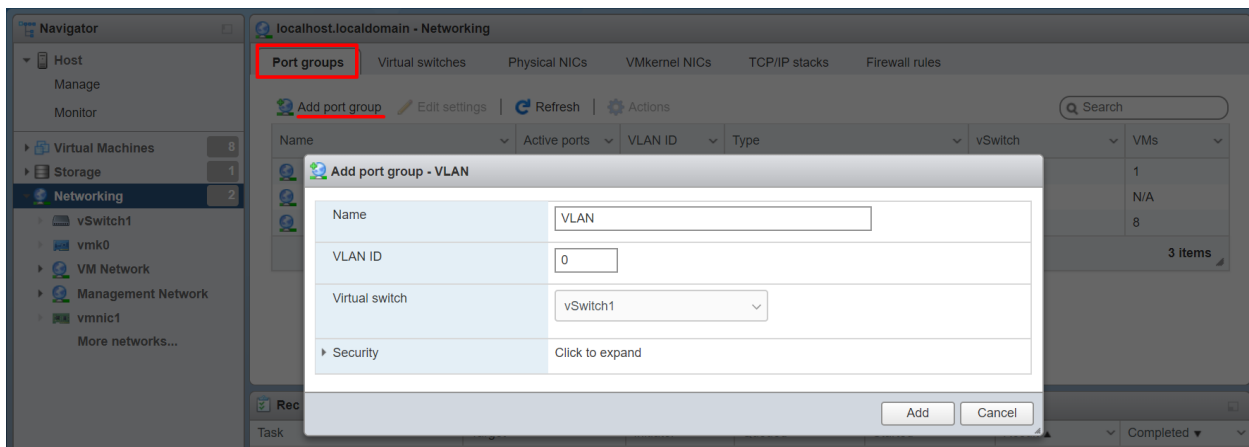 Navigator
Host
Manage
Monitor
Virtual Machines 8
Storage 1
Networking 2
vSwitch1
vmk0
VM Network
Management Network
vmnic1
More networks...
localhost.localdomain - Networking
Port groups Virtual switches Physical NICs VMkernel NICs TCP/IP stacks Firewall rules
Add port group Edit settings Refresh Actions Search
Name Active ports VLAN ID Type vSwitch VMs
1
N/A
8
3 items
Add port group - VLAN
Name VLAN
VLAN ID 0
Virtual switch vSwitch1
Security Click to expand
Add Cancel
Rec
Task Completed